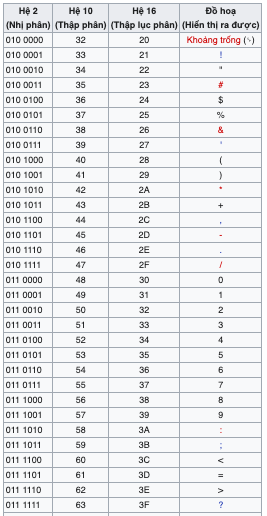 Hệ 2 Hệ 10 Hệ 16 Đồ hoạ
(Nhị phân) (Thập phân) (Thập lục phân) (Hiển thị ra được)
010 0000 32 20 Khoảng trống (␠)
010 0001 33 21 !
010 0010 34 22 "
010 0011 35 23 #
010 0100 36 24 $
010 0101 37 25 %
010 0110 38 26 &
010 0111 39 27 '
010 1000 40 28 (
010 1001 41 29 )
010 1010 42 2A *
010 1011 43 2B +
010 1100 44 2C ,
010 1101 45 2D -
010 1110 46 2E .
010 1111 47 2F /
011 0000 48 30 0
011 0001 49 31 1
011 0010 50 32 2
011 0011 51 33 3
011 0100 52 34 4
011 0101 53 35 5
011 0110 54 36 6
011 0111 55 37 7
011 1000 56 38 8
011 1001 57 39 9
011 1010 58 3A :
011 1011 59 3B ;
011 1100 60 3C <
011 1101 61 3D =
011 1110 62 3E >
011 1111 63 3F ?